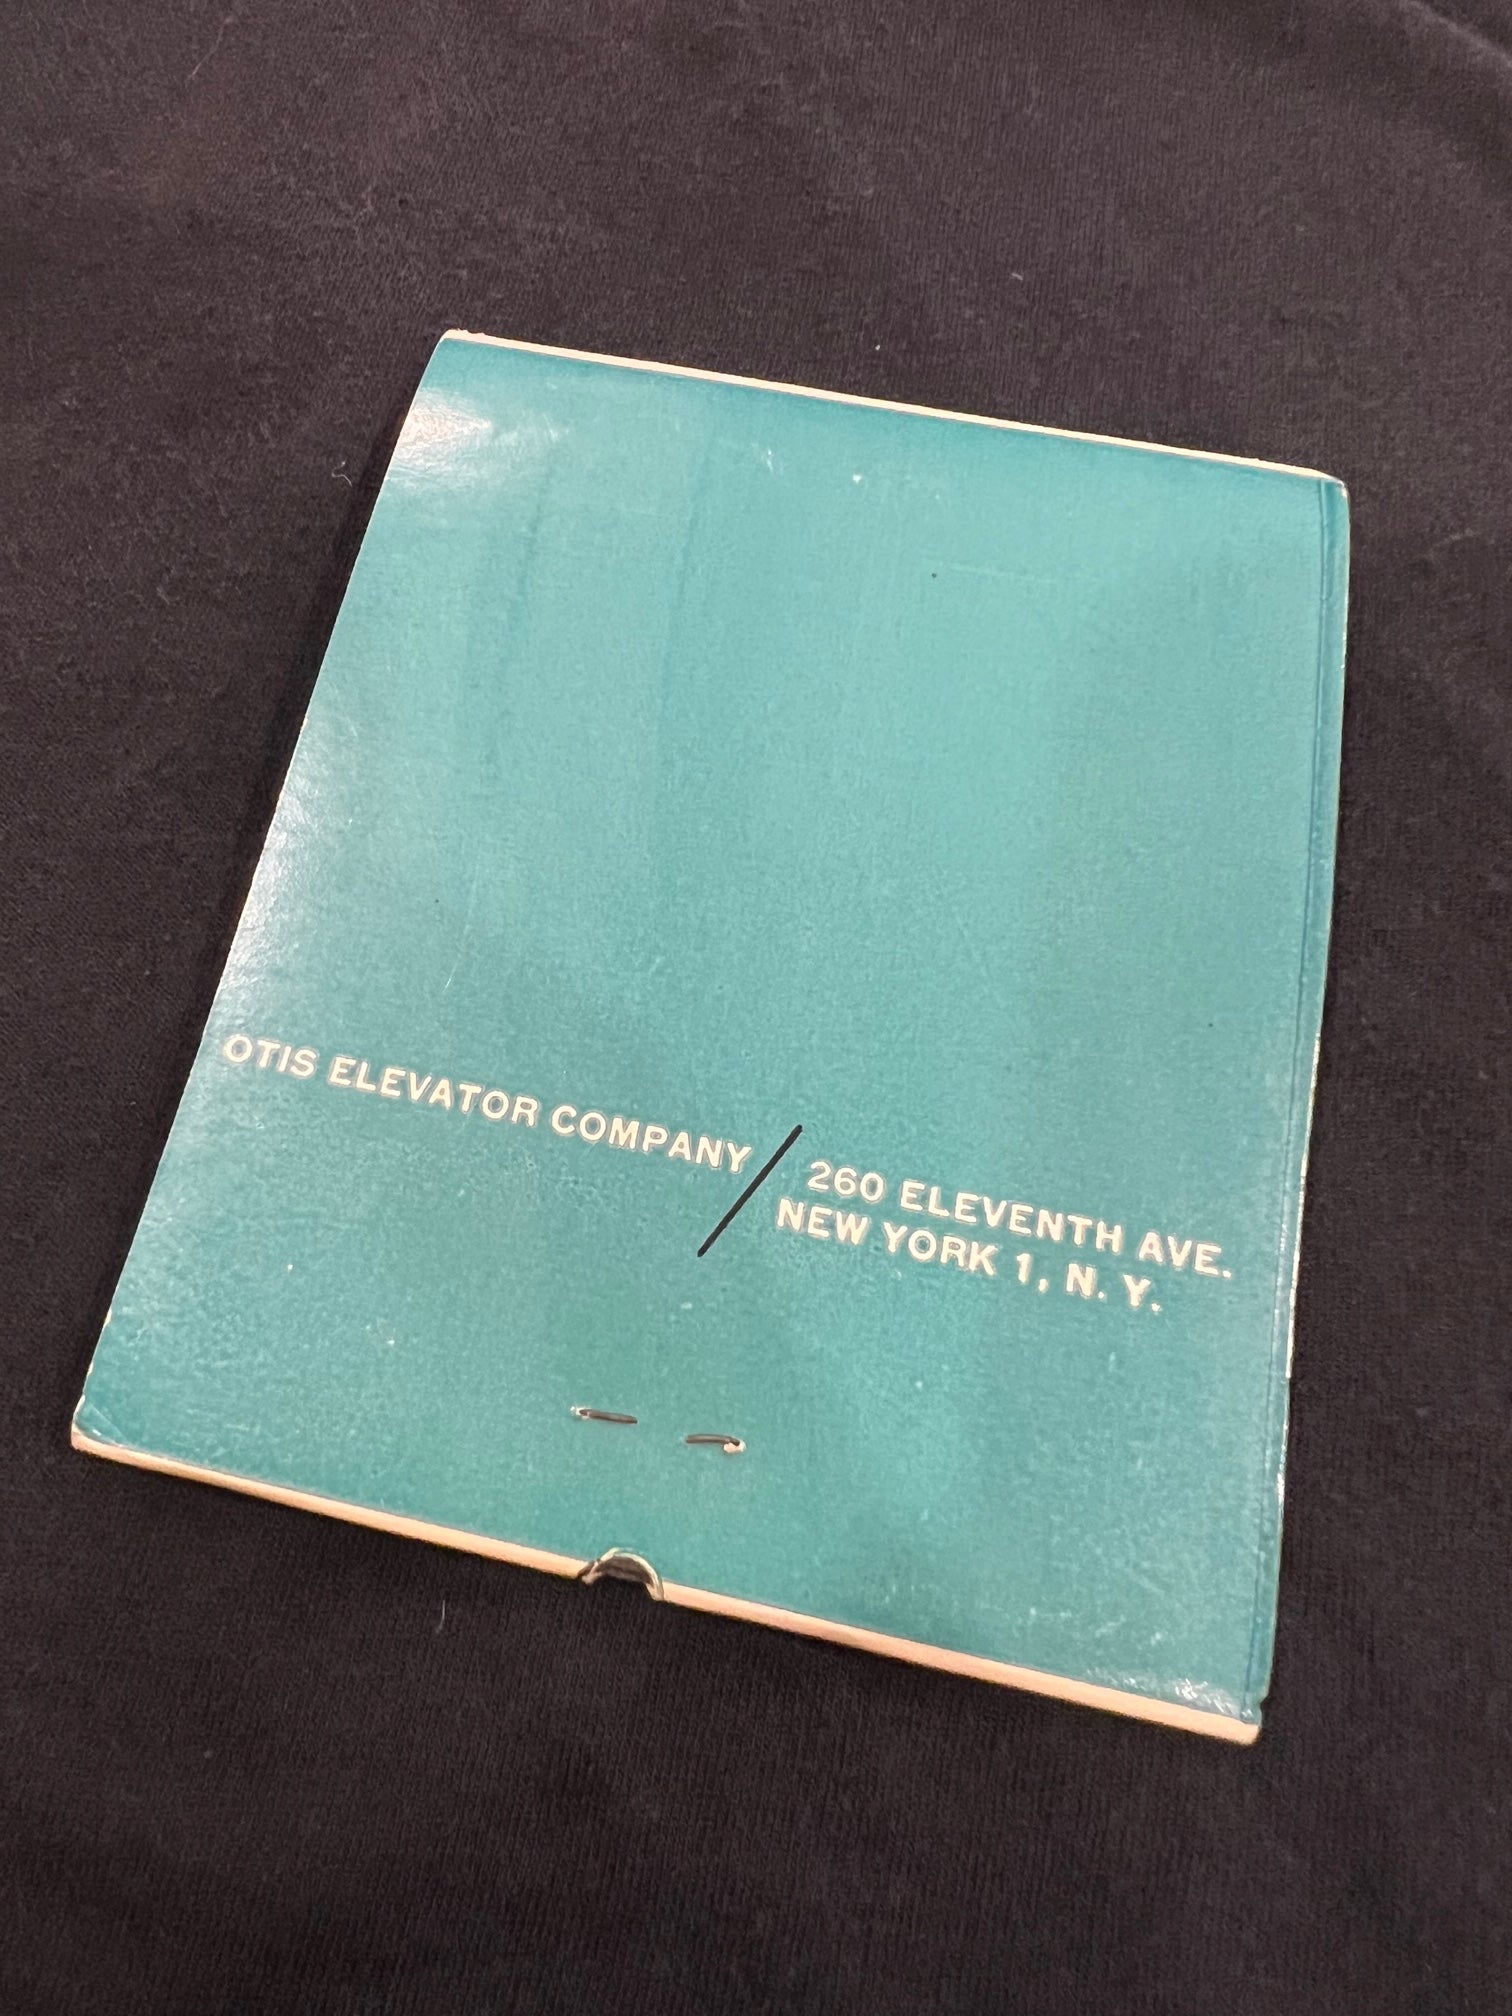 OTIS ELEVATOR COMPANY / 260 ELEVENTH AVE.
NEW YORK 1, N. Y.